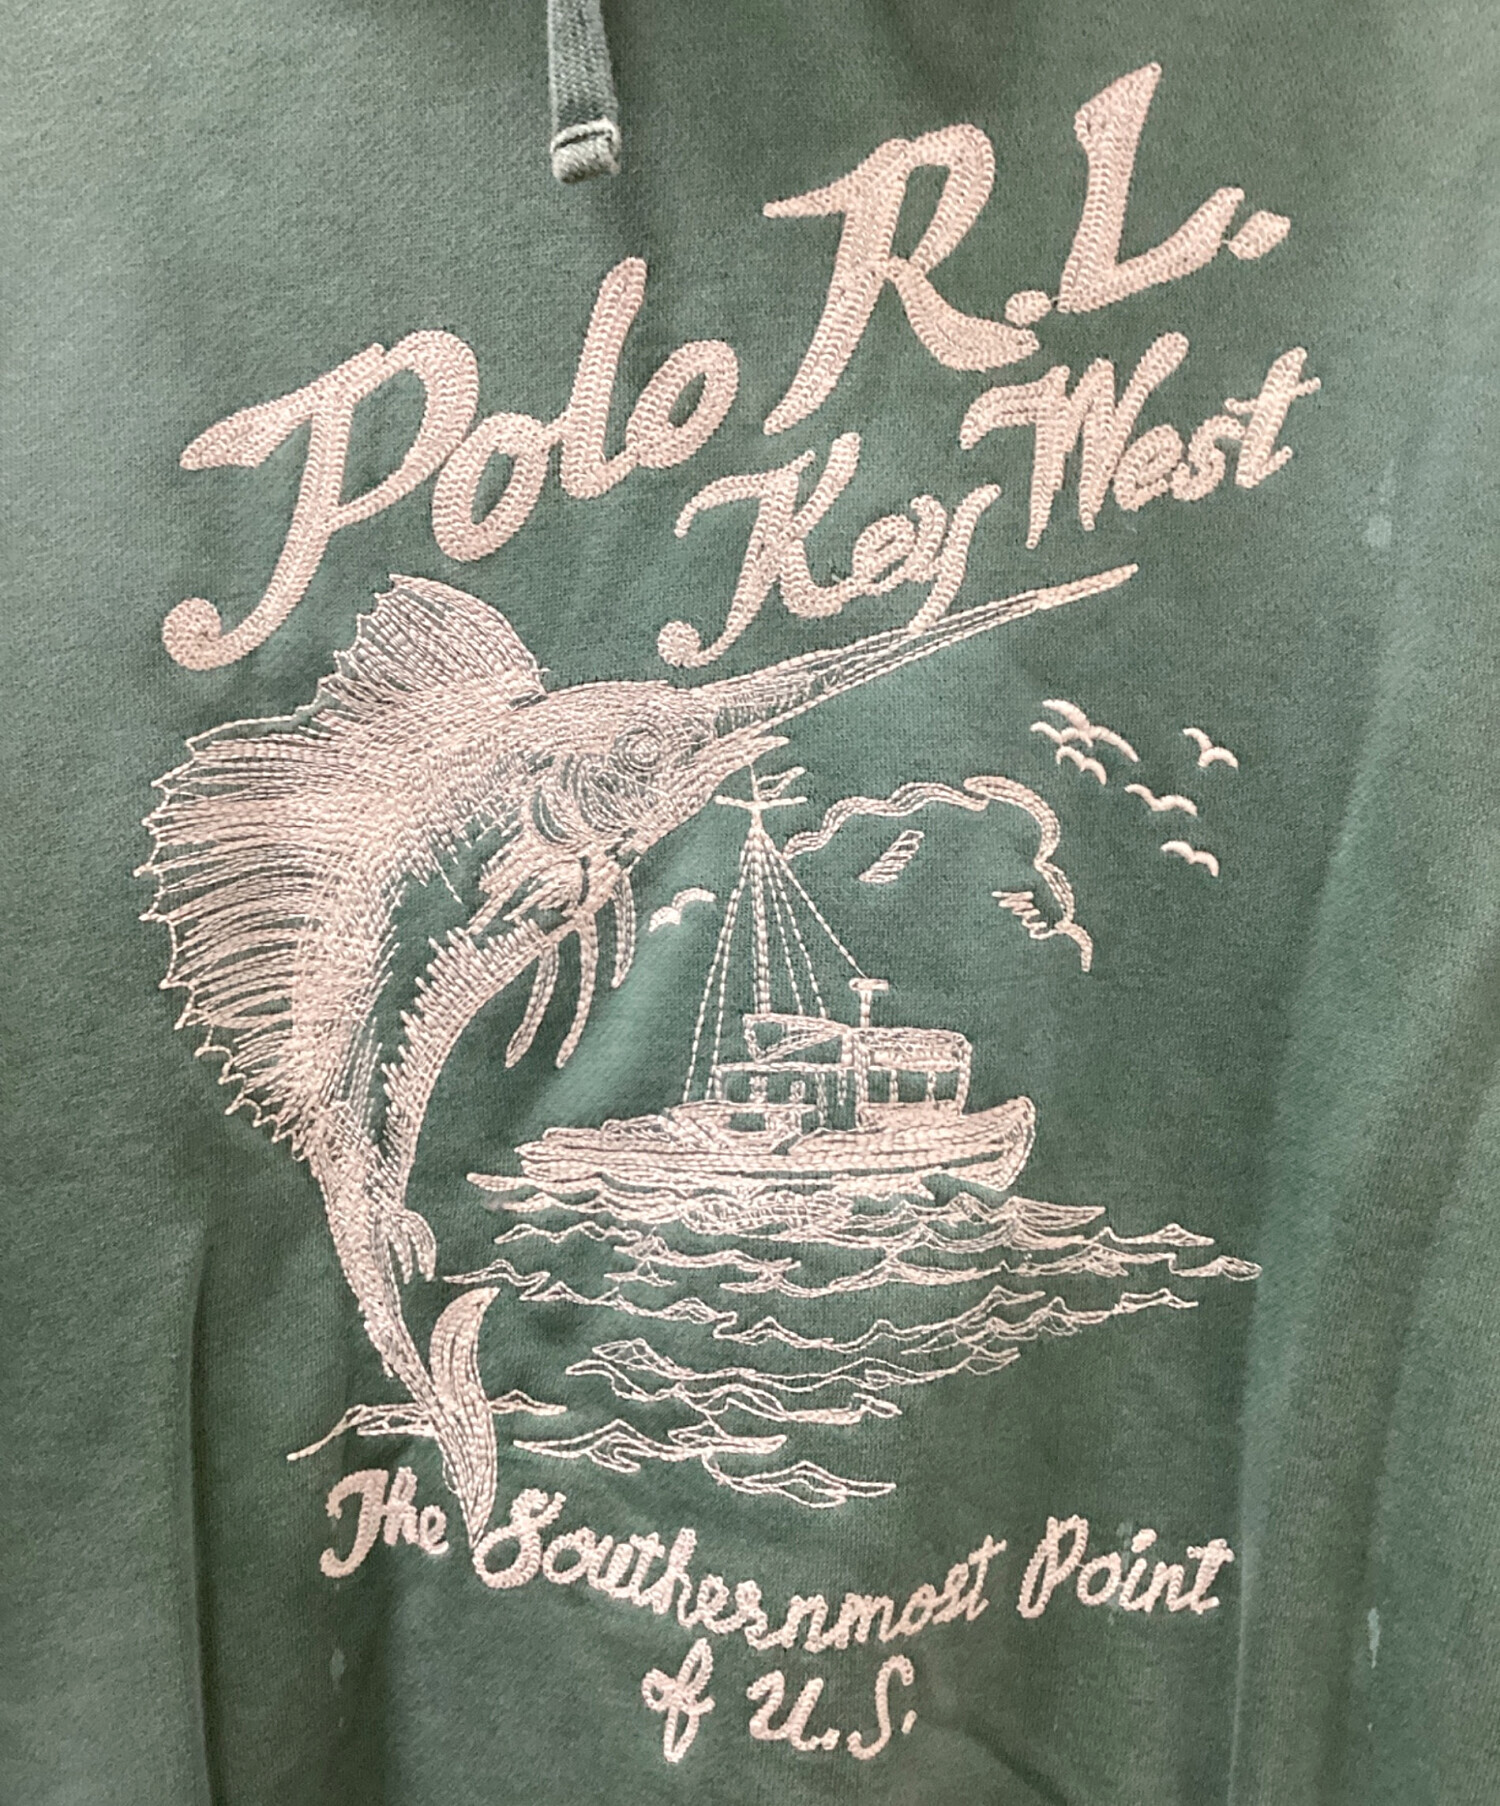 Polo R.L.
Key West
The Southernmost Point
of U.S.